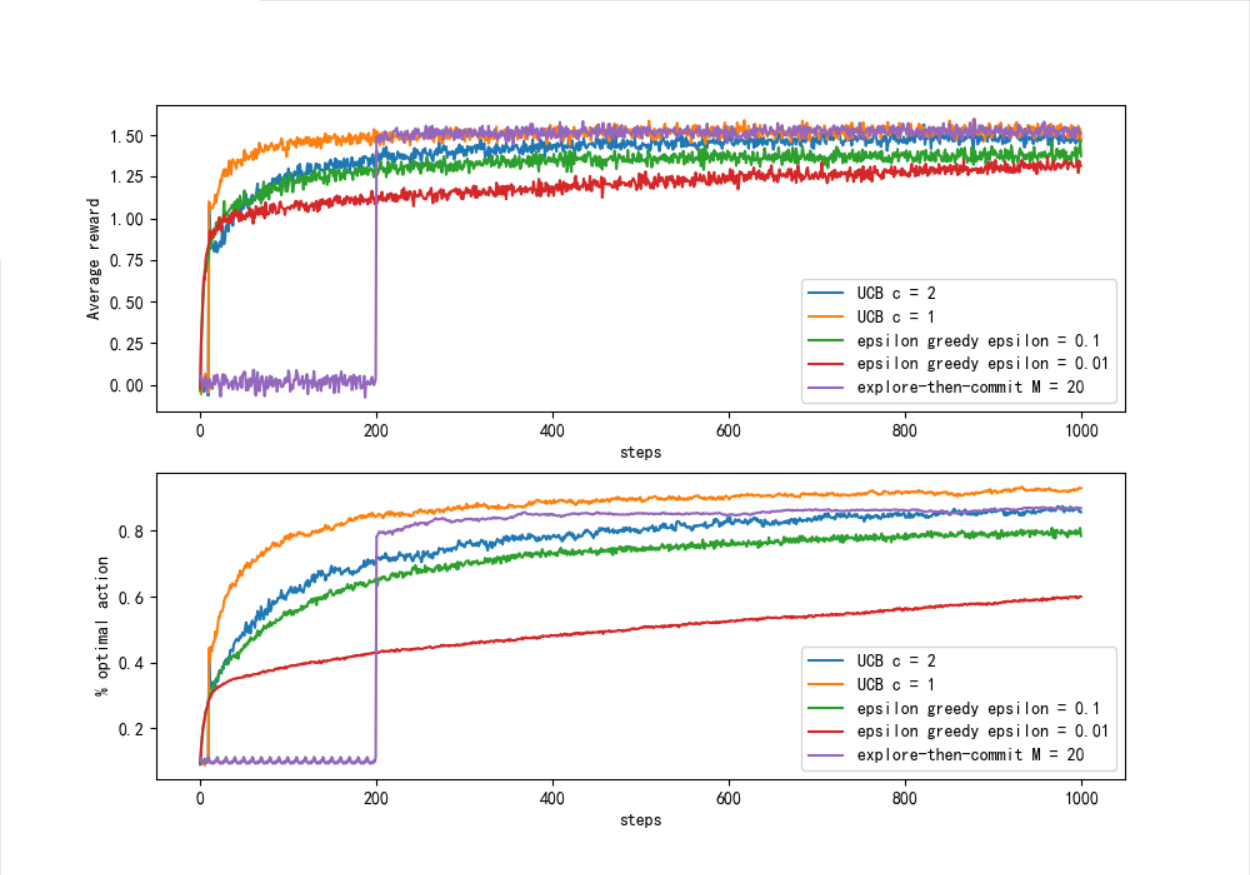 Average reward
1.50
1.25
1.00
0.75
0.50
0.25
0.00
UCB c = 2
UCB c = 1
epsilon greedy epsilon = 0.1
epsilon greedy epsilon = 0.01
explore-then-commit M = 20
0 200 400 600 800 1000
steps
% optimal action
0.8
0.6
0.4
0.2
UCB c = 2
UCB c = 1
epsilon greedy epsilon = 0.1
epsilon greedy epsilon = 0.01
explore-then-commit M = 20
0 200 400 600 800 1000
steps